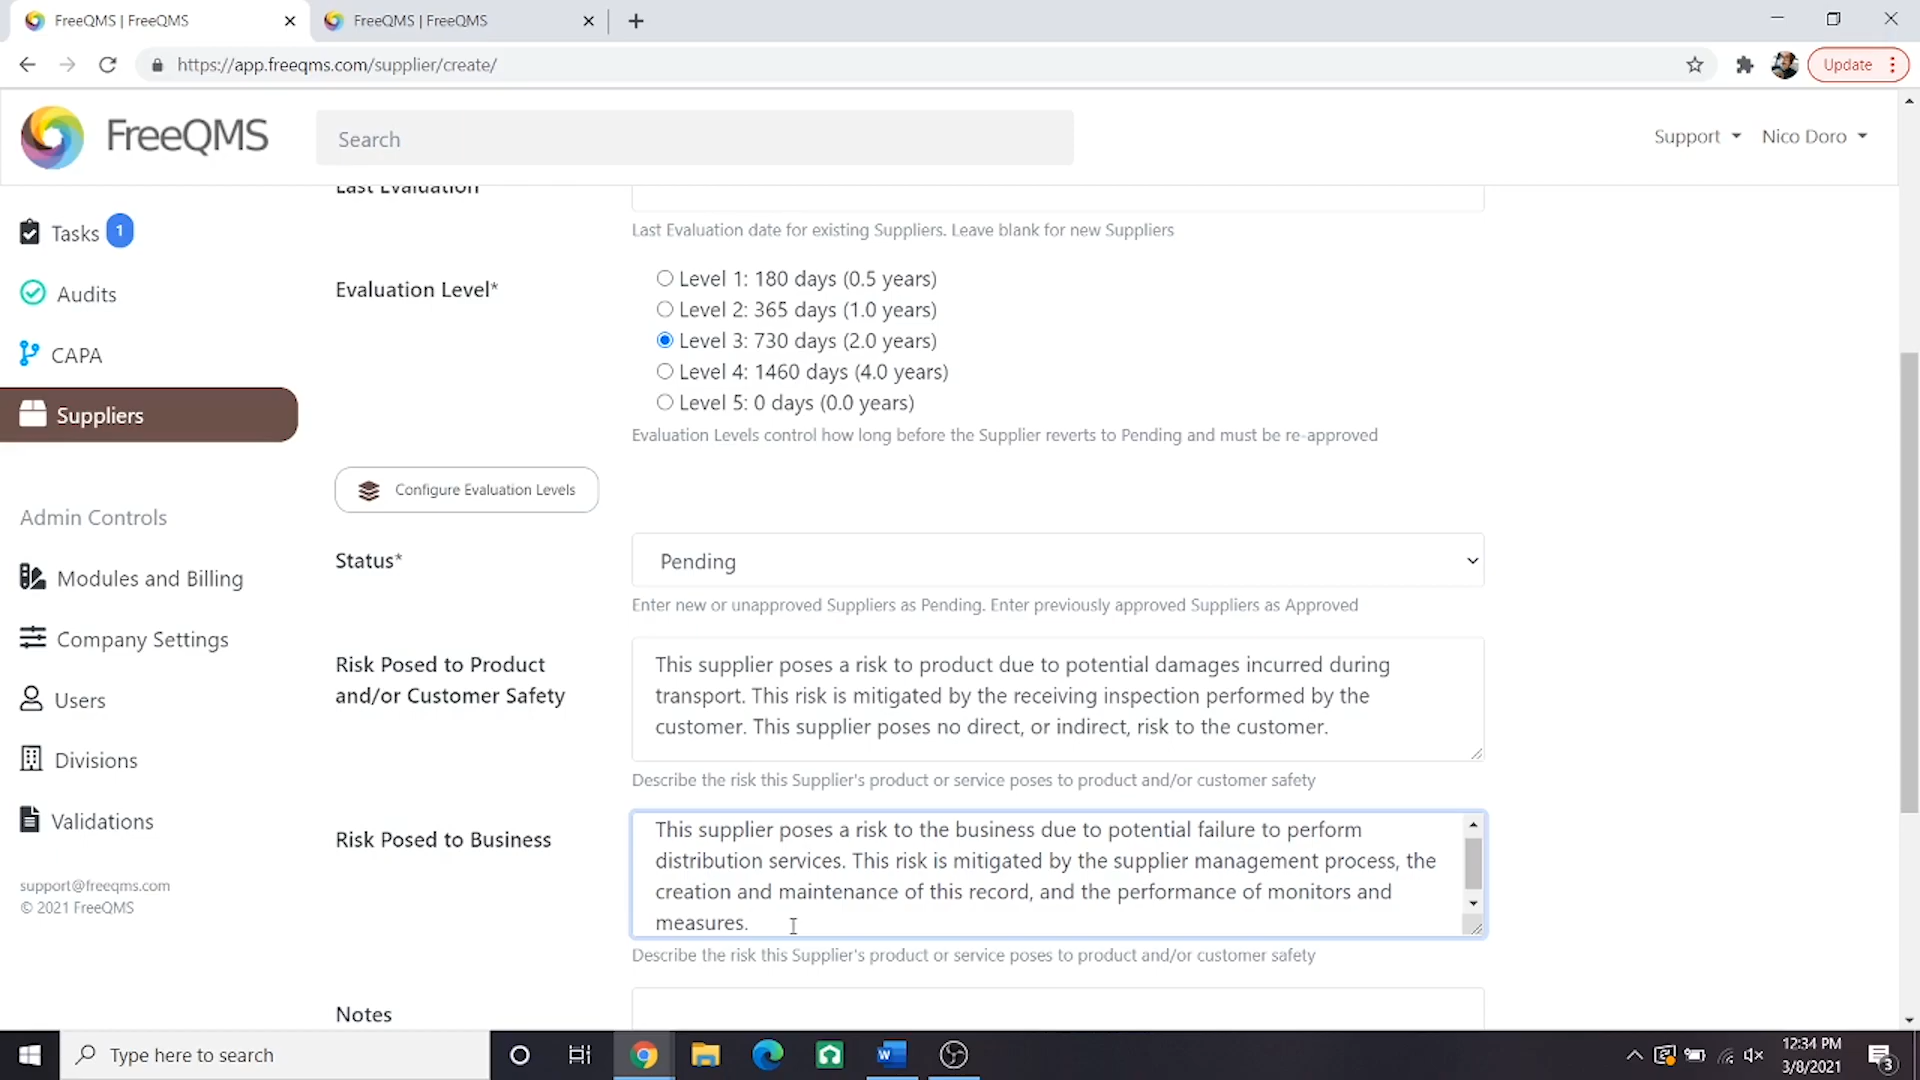 FreeQMS | FreeQMS
FreeQMS | FreeQMS
https://app.freeqms.com/supplier/create/
Update
FreeQMS
Search
Support
Nico Doro
Last Evaluation
Tasks 1
Last Evaluation date for existing Suppliers. Leave blank for new Suppliers
Audits
Evaluation Level*
Level 1: 180 days (0.5 years)
Level 2: 365 days (1.0 years)
Level 3: 730 days (2.0 years)
Level 4: 1460 days (4.0 years)
Level 5: 0 days (0.0 years)
CAPA
Suppliers
Evaluation Levels control how long before the Supplier reverts to Pending and must be re-approved
Configure Evaluation Levels
Admin Controls
Status*
Pending
Modules and Billing
Enter new or unapproved Suppliers as Pending. Enter previously approved Suppliers as Approved
Company Settings
Risk Posed to Product
and/or Customer Safety
This supplier poses a risk to product due to potential damages incurred during
transport. This risk is mitigated by the receiving inspection performed by the
customer. This supplier poses no direct, or indirect, risk to the customer.
Users
Divisions
Describe the risk this Supplier's product or service poses to product and/or customer safety
Validations
Risk Posed to Business
This supplier poses a risk to the business due to potential failure to perform
distribution services. This risk is mitigated by the supplier management process, the
creation and maintenance of this record, and the performance of monitors and
measures.
support@freeqms.com
© 2021 FreeQMS
Describe the risk this Supplier's product or service poses to product and/or customer safety
Notes
Type here to search
12:34 PM
3/8/2021
3